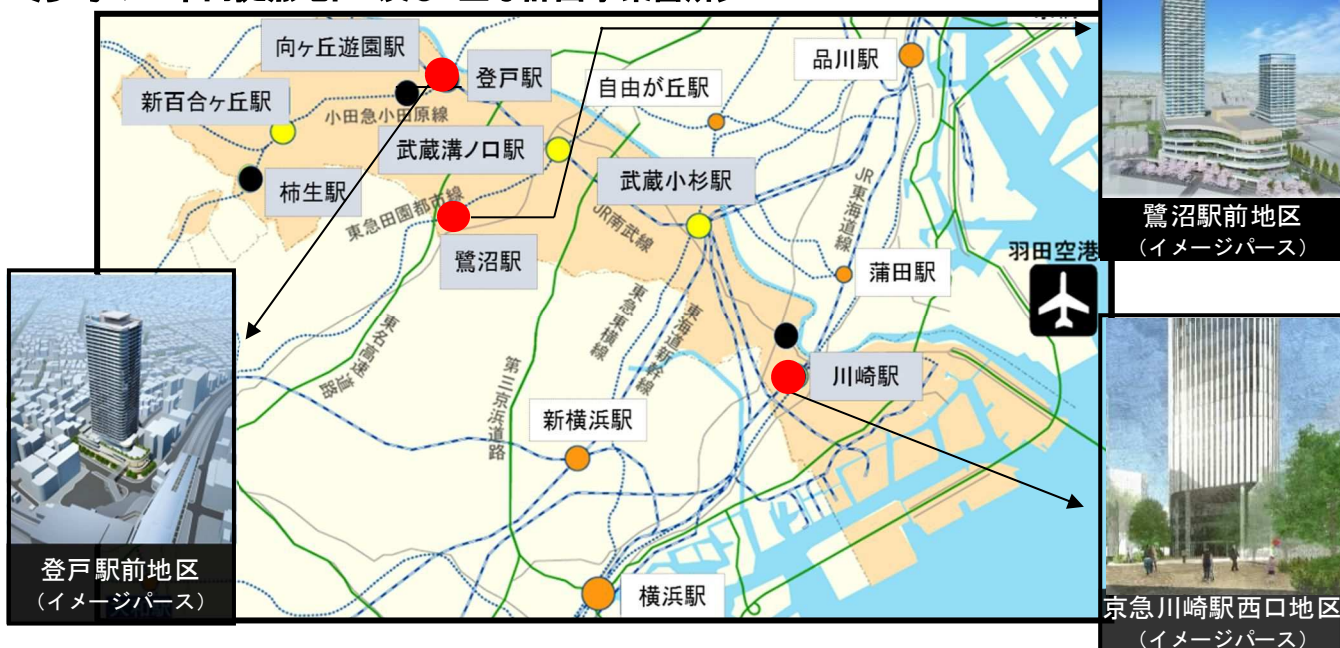 向ヶ丘遊園駅
登戸駅
品川駅
新百合ヶ丘駅
自由が丘駅
小田急小田原線
武蔵溝ノ口駅
柿生駅
武蔵小杉駅
JR東海道線
東急田園都市線
JR南武線
鷺沼駅
鷺沼駅前地区
（イメージパース）
羽田空港
蒲田駅
東急東横線
東海道新幹線
東名高速道路
第三京浜道路
川崎駅
新横浜駅
横浜駅
登戸駅前地区
（イメージパース）
京急川崎駅西口地区
（イメージパース）